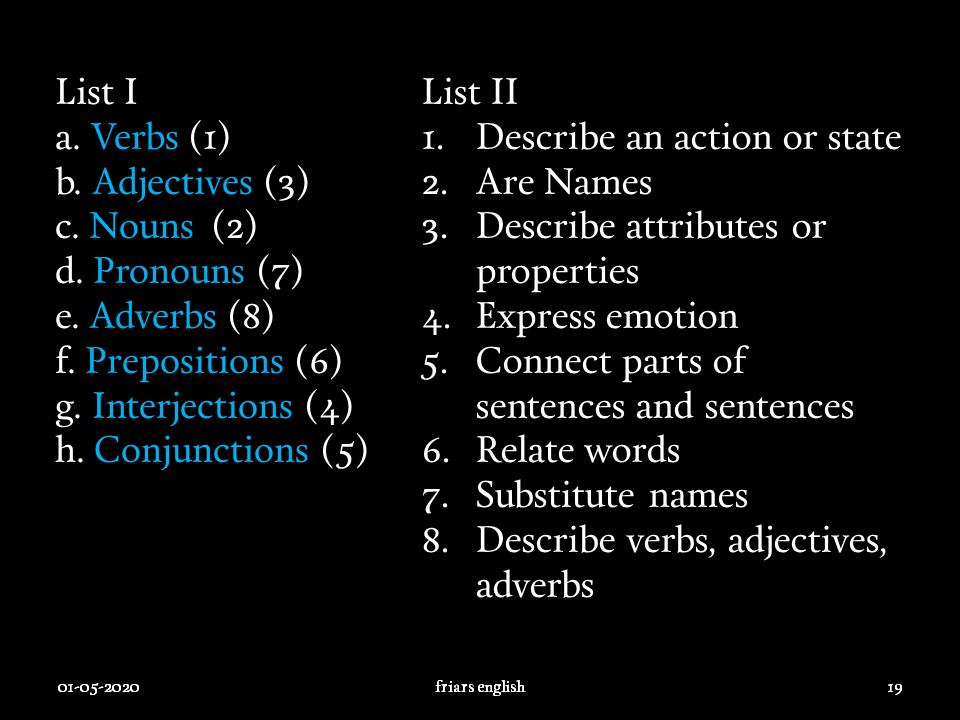 List I
a. Verbs (1)
b. Adjectives (3)
c. Nouns (2)
d. Pronouns (7)
e. Adverbs (8)
f. Prepositions (6)
g. Interjections (4)
h. Conjunctions (5)
List II
1. Describe an action or state
2. Are Names
3. Describe attributes or
properties
4. Express emotion
5. Connect parts of
sentences and sentences
6. Relate words
7. Substitute names
8. Describe verbs, adjectives,
adverbs
01-05-2020
friars english
19